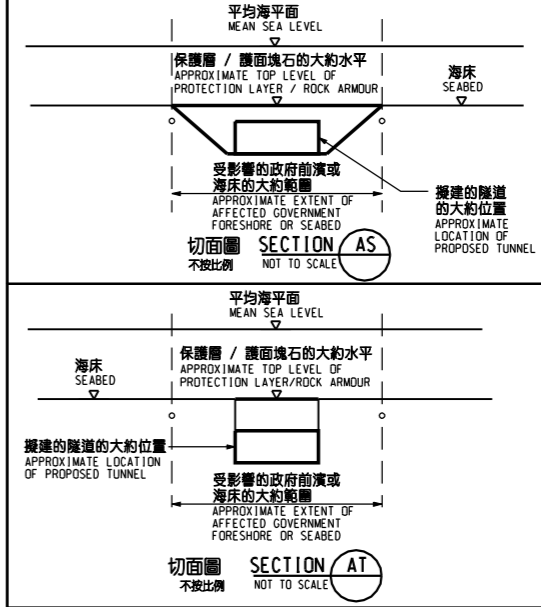 平均海平面
MEAN SEA LEVEL
保護層 / 護面塊石的大約水平
APPROXIMATE TOP LEVEL OF
PROTECTION LAYER / ROCK ARMOUR
海床
SEABED
受影響的政府前濱或
海床的大約範圍
APPROXIMATE EXTENT OF
AFFECTED GOVERNMENT
FORESHORE OR SEABED
擬建的隧道
的大約位置
APPROXIMATE
LOCATION OF
PROPOSED TUNNEL
切面圖 SECTION AS
不按比例 NOT TO SCALE
平均海平面
MEAN SEA LEVEL
海床
SEABED
保護層 / 護面塊石的大約水平
APPROXIMATE TOP LEVEL OF
PROTECTION LAYER/ROCK ARMOUR
擬建的隧道的大約位置
APPROXIMATE LOCATION
OF PROPOSED TUNNEL
受影響的政府前濱或
海床的大約範圍
APPROXIMATE EXTENT OF
AFFECTED GOVERNMENT
FORESHORE OR SEABED
切面圖 SECTION AT
不按比例 NOT TO SCALE